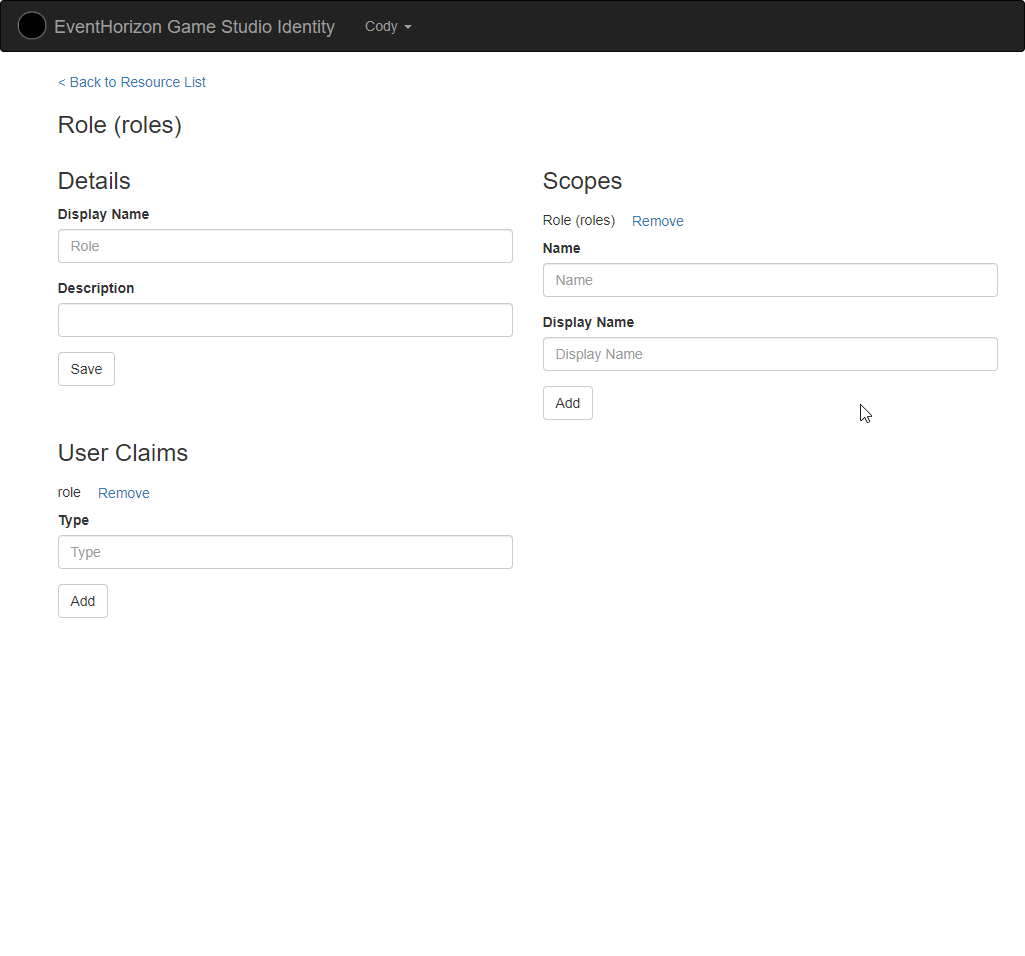 EventHorizon Game Studio Identity Cody
< Back to Resource List
Role (roles)
Details
Display Name
Role
Description
Save
Scopes
Role (roles) Remove
Name
Name
Display Name
Display Name
Add
User Claims
role Remove
Type
Type
Add